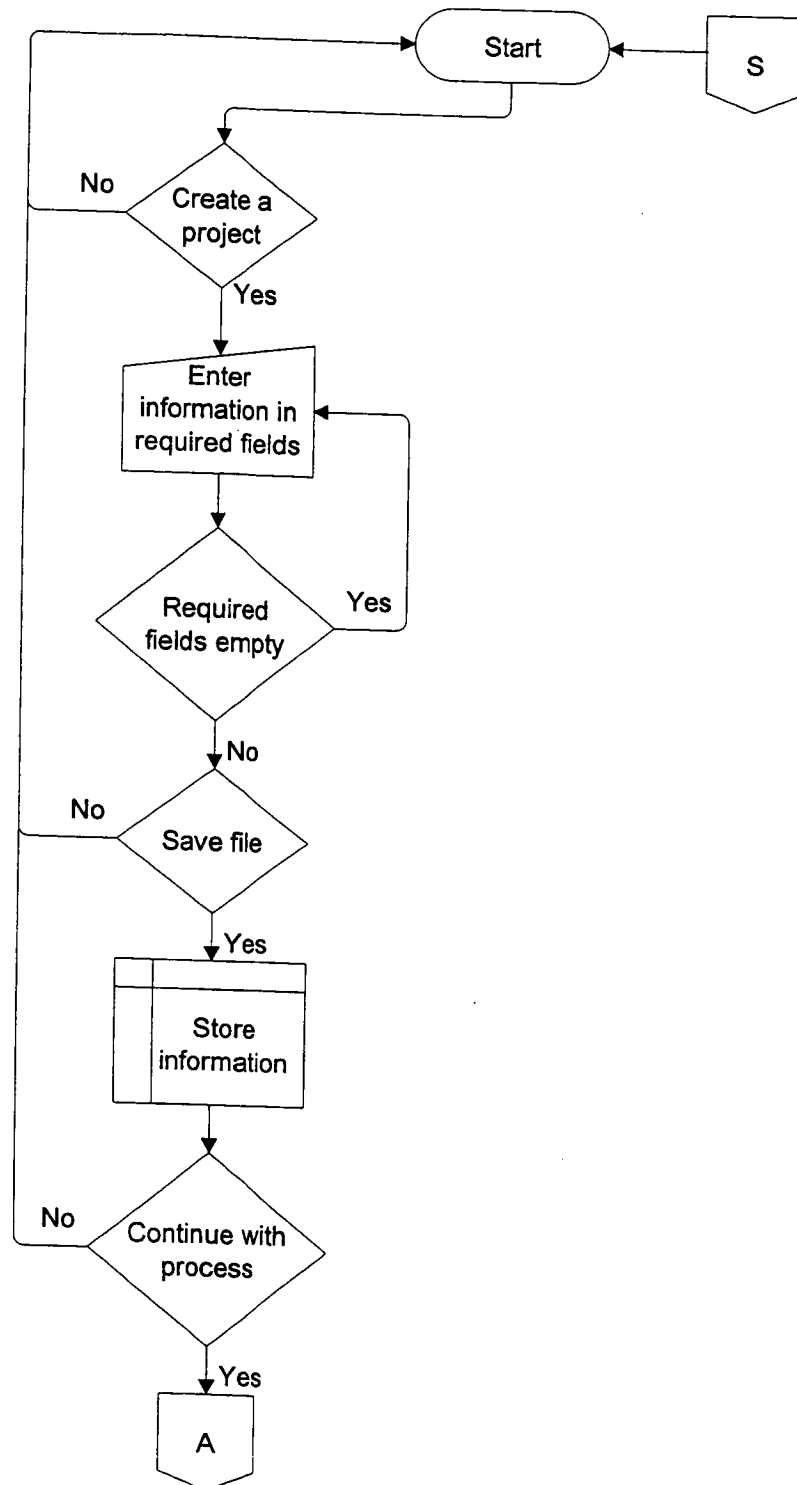 Start
S
No
Create a
project
Yes
Enter
information in
required fields
Required
fields empty
Yes
No
No
Save file
Yes
Store
information
No
Continue with
process
Yes
A